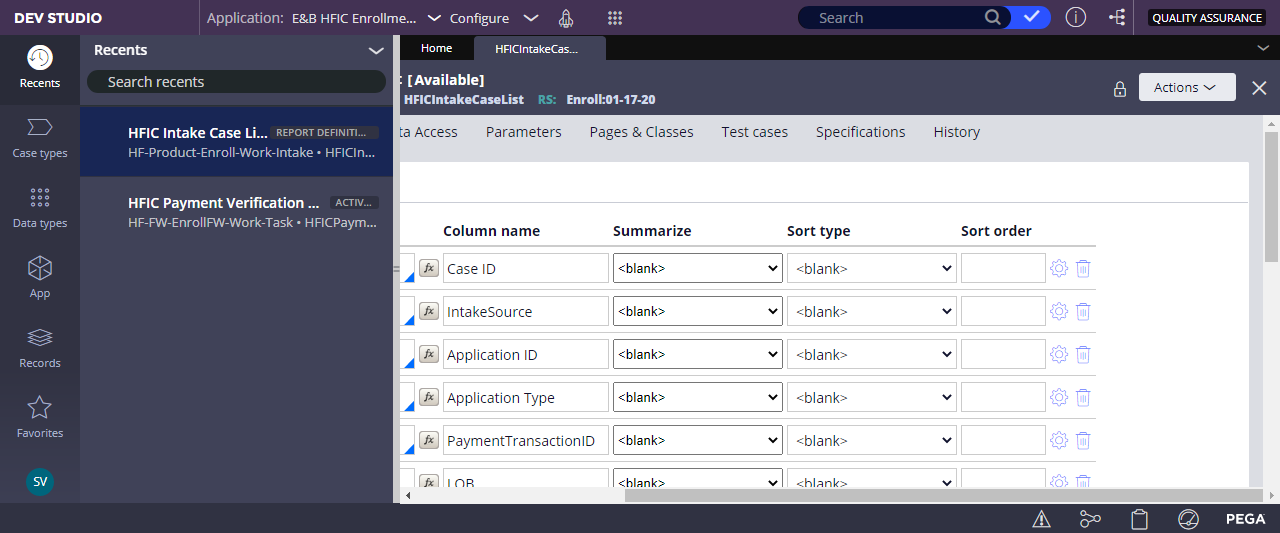 DEV STUDIO
Application: E&B HFIC Enrollme... Configure
Search
QUALITY ASSURANCE
Recents
Case types
Data types
App
Records
Favorites
SV
Recents
Search recents
HFIC Intake Case Li... REPORT DEFINITI...
HF-Product-Enroll-Work-Intake • HFICIn...
HFIC Payment Verification ... ACTIV...
HF-FW-EnrollFW-Work-Task • HFICPaym...
Home HFICIntakeCas...
: [Available]
HFICIntakeCaseList RS: Enroll:01-17-20
Actions
ta Access Parameters Pages & Classes Test cases Specifications History
Column name Summarize Sort type Sort order
fx Case ID <blank> <blank>
fx IntakeSource <blank> <blank>
fx Application ID <blank> <blank>
fx Application Type <blank> <blank>
fx PaymentTransactionID <blank> <blank>
fx LOB <blank> <blank>
PEGA